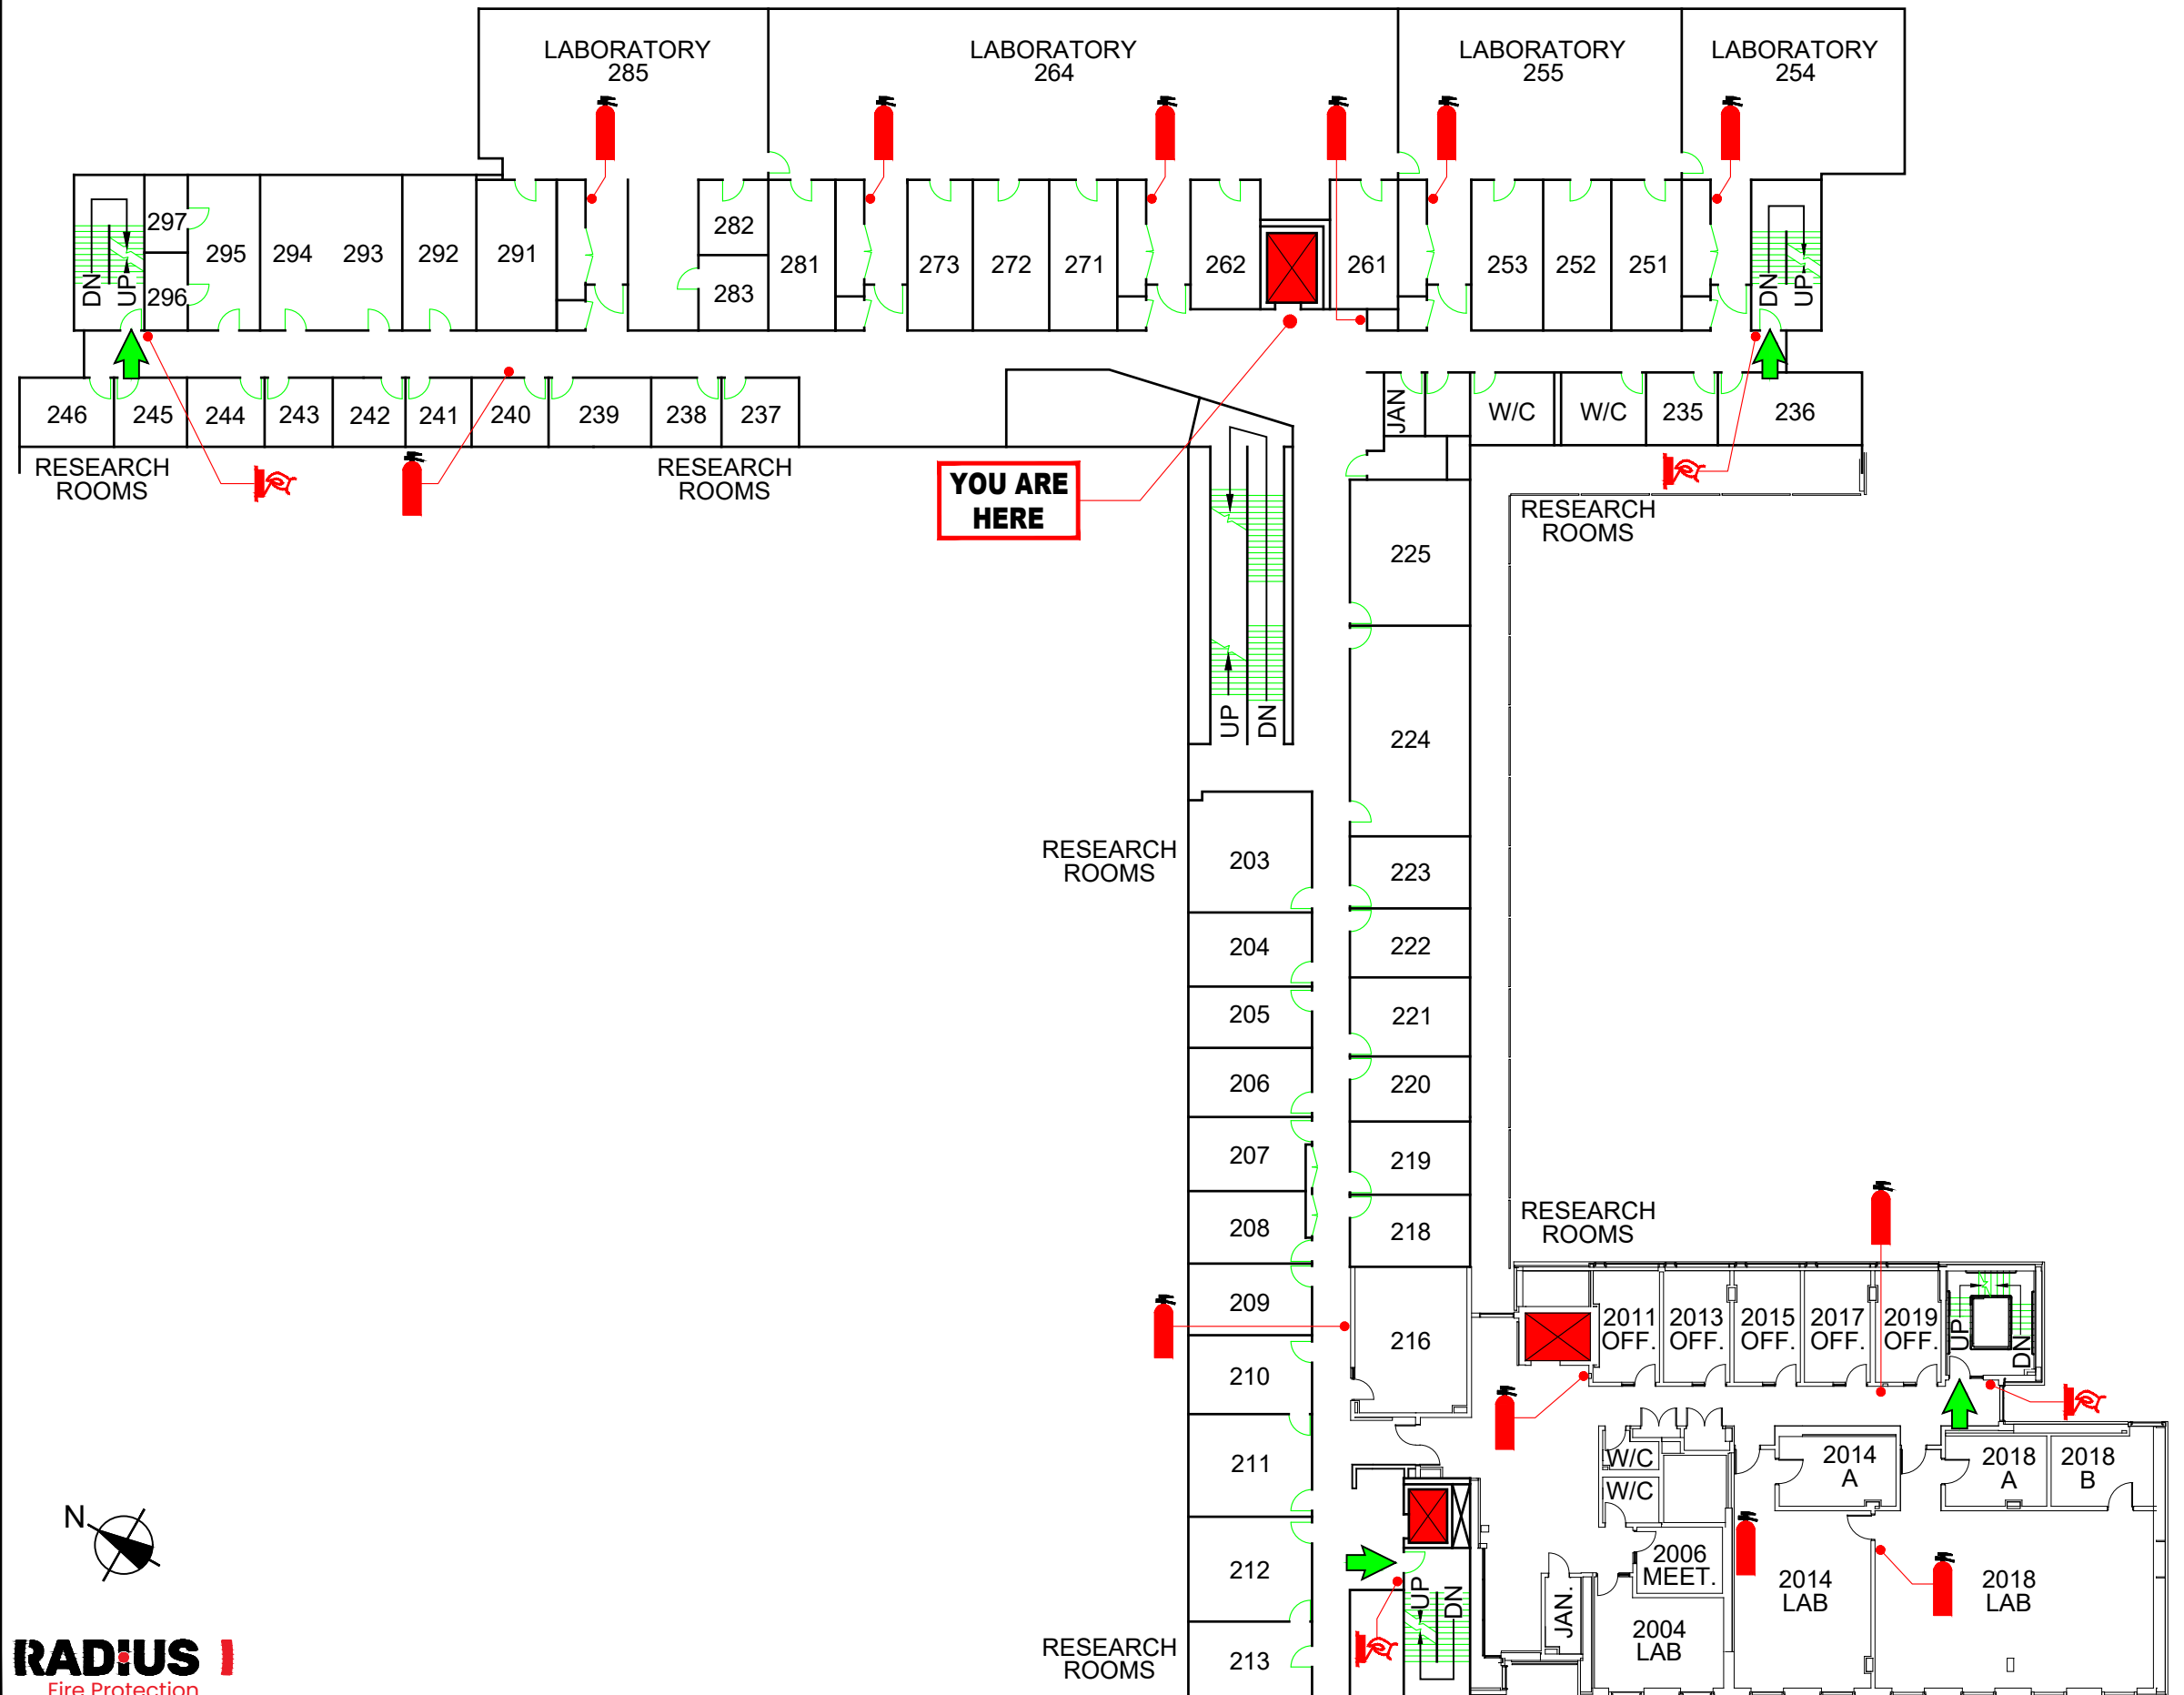 LABORATORY
285
LABORATORY
264
LABORATORY
255
LABORATORY
254
297
296
DN
UP
295
294
293
292
291
282
283
281
273
272
271
262
261
253
252
251
DN
UP
246
245
244
243
242
241
240
239
238
237
JAN
W/C
W/C
235
236
RESEARCH
ROOMS
RESEARCH
ROOMS
YOU ARE
HERE
RESEARCH
ROOMS
225
224
UP
DN
RESEARCH
ROOMS
203
223
204
222
205
221
206
220
207
219
208
218
RESEARCH
ROOMS
209
216
2011
OFF.
2013
OFF.
2015
OFF.
2017
OFF.
2019
OFF.
UP
DN
210
211
W/C
W/C
2014
A
2018
A
2018
B
N
212
UP
DN
2006
MEET.
JAN.
2014
LAB
2018
LAB
2004
LAB
RESEARCH
ROOMS
213
RADIUS
Fire Protection